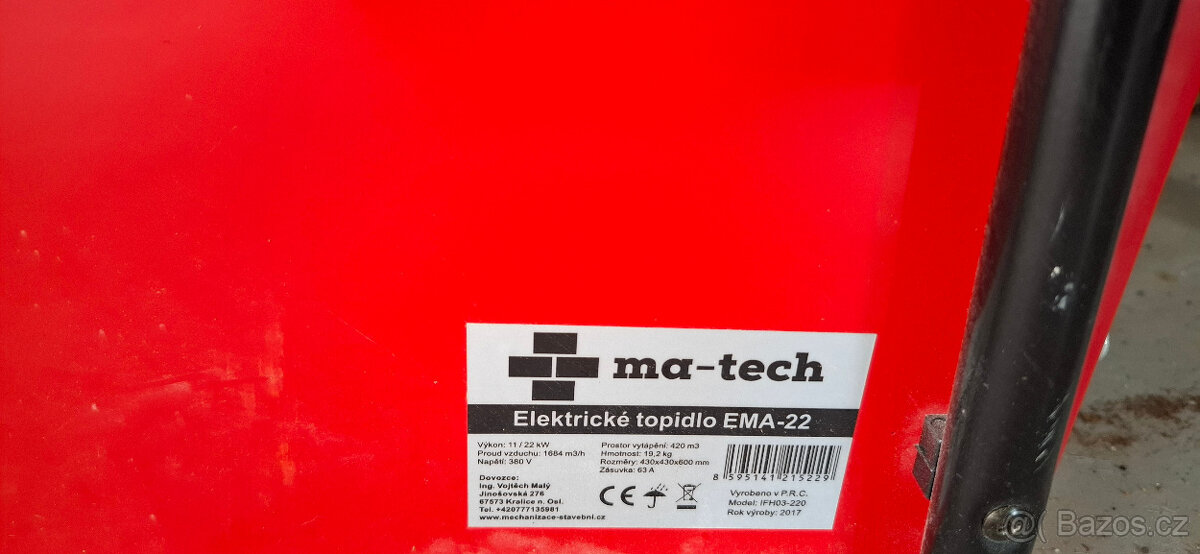 ma-tech
Elektrické topidlo EMA-22
Výkon: 11 / 22 kW
Proud vzduchu: 1684 m3/h
Napětí: 380 V
Prostor vytápění: 420 m3
Hmotnost: 19,2 kg
Rozměry: 430x430x600 mm
Zásuvka: 63 A
Dovozce:
Ing. Vojtěch Malý
Jinošovská 276
67573 Kralice n. Osl.
Tel. +420777135981
www.mechanizace-stavebni.cz
CE
8 595141 215229
Vyrobeno v P.R.C.
Model: IFH03-220
Rok výroby: 2017
Bazos.cz